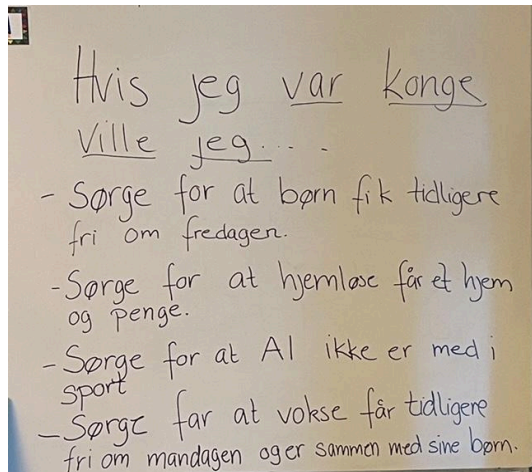 Hvis jeg var konge
ville jeg....
- Sørge for at børn fik tidligere
fri om fredagen.
- Sørge for at hjemløse får et hjem
og penge.
- Sørge for at AI ikke er med i
sport
- Sørge far at vokse får tidligere
fri om mandagen og er sammen med sine børn.